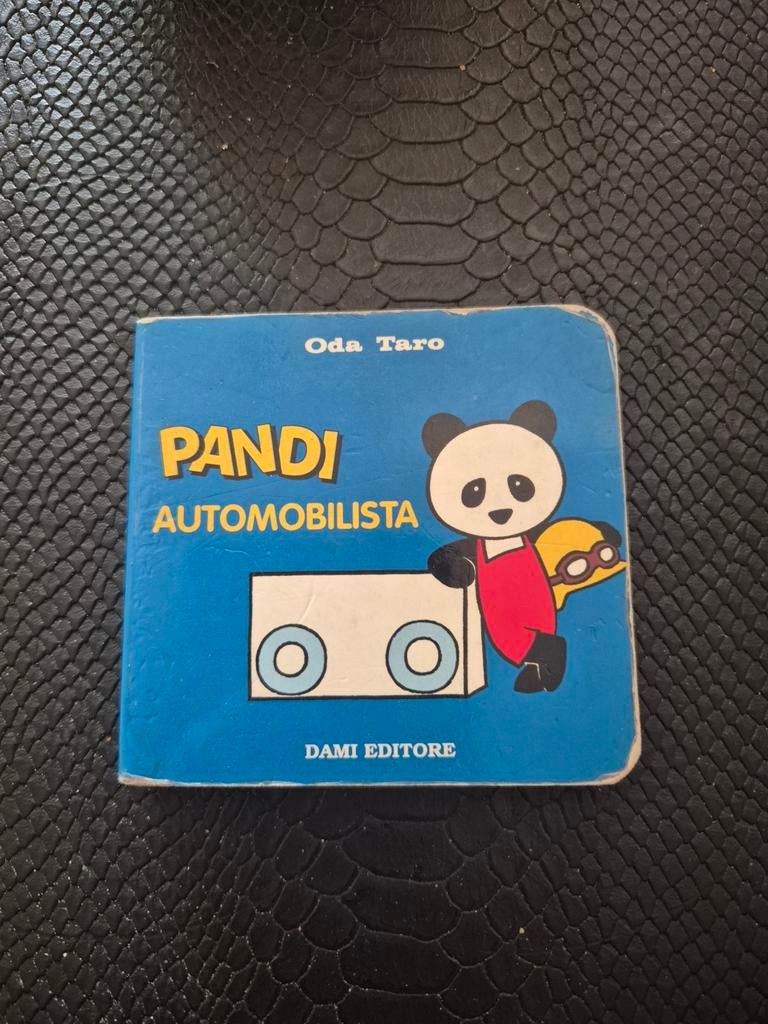 Oda Taro
PANDI
AUTOMOBILISTA
DAMI EDITORE